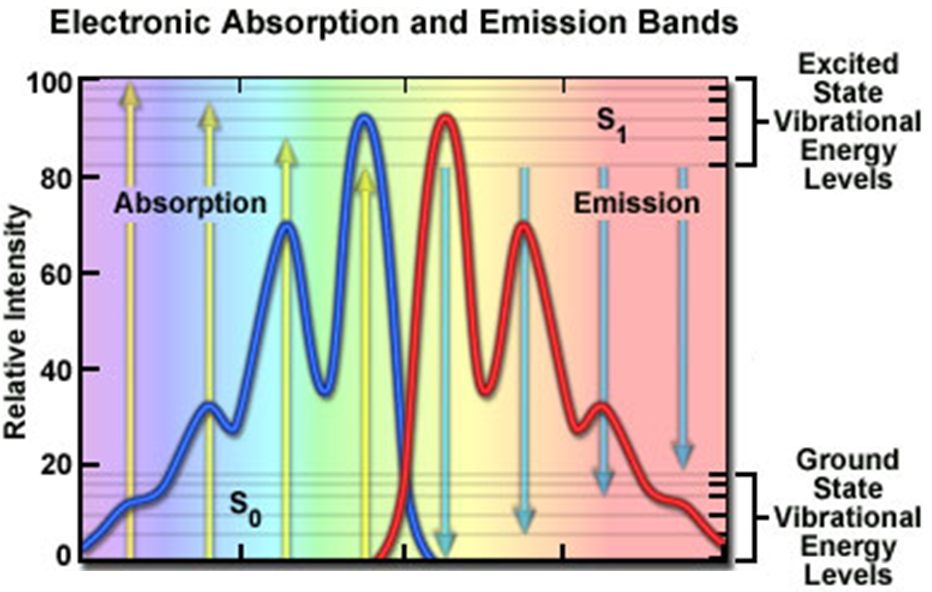 Electronic Absorption and Emission Bands
Relative Intensity
100
80
60
40
20
0
Absorption
Emission
S1
S0
Excited
State
Vibrational
Energy
Levels
Ground
State
Vibrational
Energy
Levels